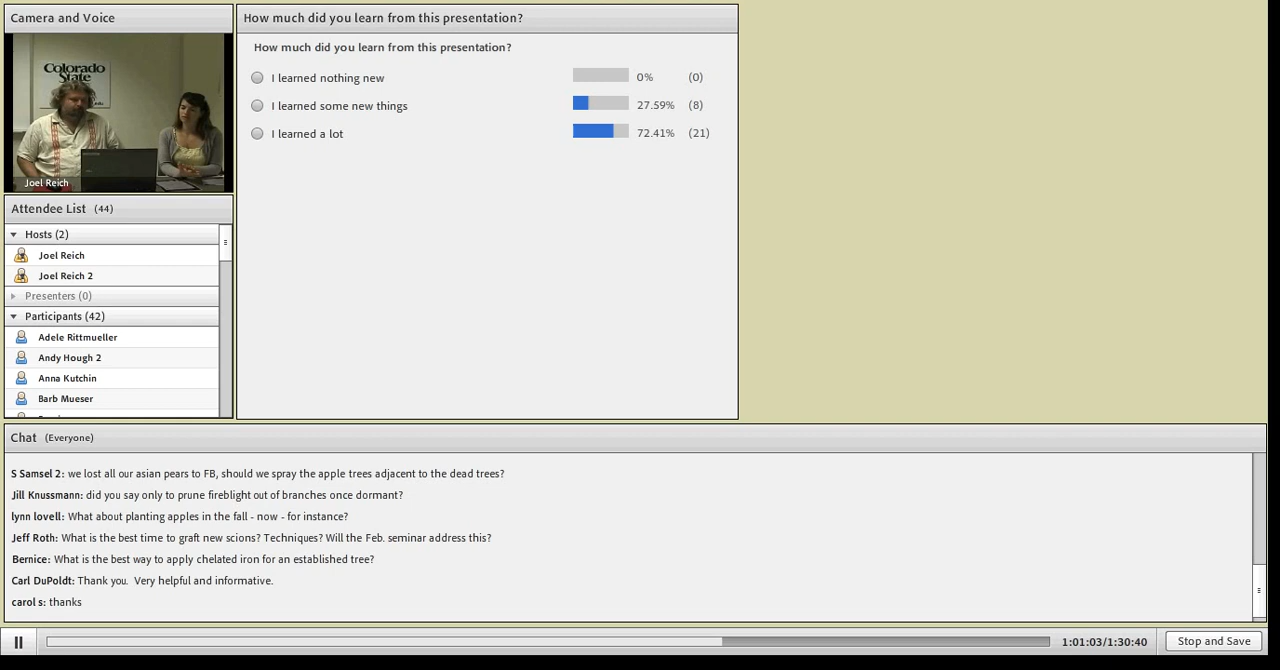 Camera and Voice
Colorado
State
Joel Reich
How much did you learn from this presentation?
How much did you learn from this presentation?
I learned nothing new 0% (0)
I learned some new things 27.59% (8)
I learned a lot 72.41% (21)
Attendee List (44)
Hosts (2)
Joel Reich
Joel Reich 2
Presenters (0)
Participants (42)
Adele Rittmueller
Andy Hough 2
Anna Kutchin
Barb Mueser
Chat (Everyone)
S Samsel 2: we lost all our asian pears to FB, should we spray the apple trees adjacent to the dead trees?
Jill Knussmann: did you say only to prune fireblight out of branches once dormant?
lynn lovell: What about planting apples in the fall - now - for instance?
Jeff Roth: What is the best time to graft new scions? Techniques? Will the Feb. seminar address this?
Bernice: What is the best way to apply chelated iron for an established tree?
Carl DuPoldt: Thank you. Very helpful and informative.
carol s: thanks
1:01:03/1:30:40 Stop and Save